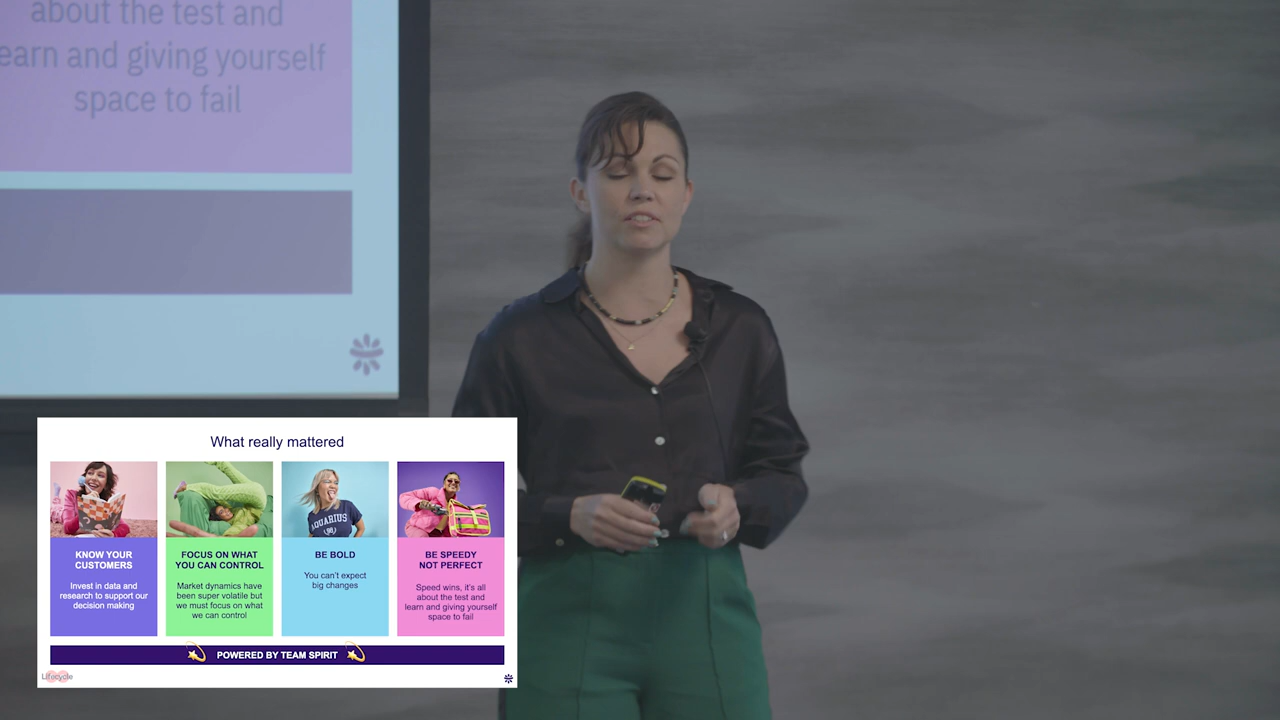 about the test and
earn and giving yourself
space to fail
What really mattered
KNOW YOUR
CUSTOMERS
Invest in data and
research to support our
decision making
FOCUS ON WHAT
YOU CAN CONTROL
Market dynamics have
been super volatile but
we must focus on what
we can control
AQUARIUS
BE BOLD
You can't expect
big changes
BE SPEEDY
NOT PERFECT
Speed wins, it's all
about the test and
learn and giving yourself
space to fail
POWERED BY TEAM SPIRIT
Lifecycle